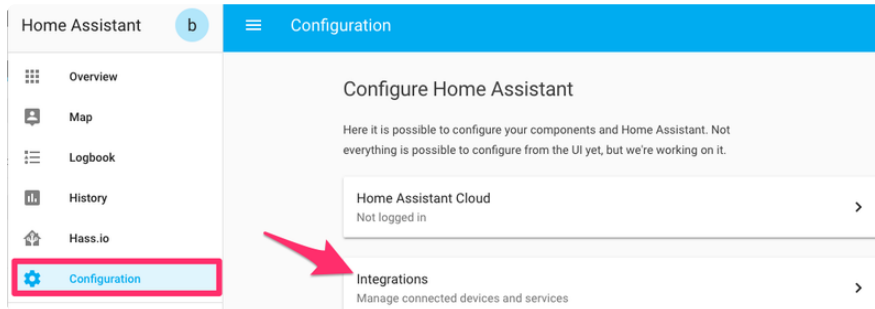 Home Assistant
b
Configuration
Overview
Map
Logbook
History
Hass.io
Configuration
Configure Home Assistant
Here it is possible to configure your components and Home Assistant. Not
everything is possible to configure from the UI yet, but we're working on it.
Home Assistant Cloud
Not logged in
Integrations
Manage connected devices and services